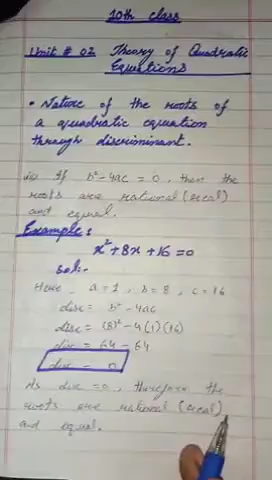 10th class
Unit # 02 Theory of Quadratic
Equations
• Nature of the roots of
a quadratic equation
through discriminant.
If b²-4ac = 0, then the
roots are rational (real)
and equal.
Example:
x²+8x+16=0
Sol:-
Here, a=1, b=8, c=16
disc = b²-4ac
disc = (8)²-4(1)(16)
disc = 64-64
disc = 0
As disc =0, therefore the
roots are rational (real)
and equal.